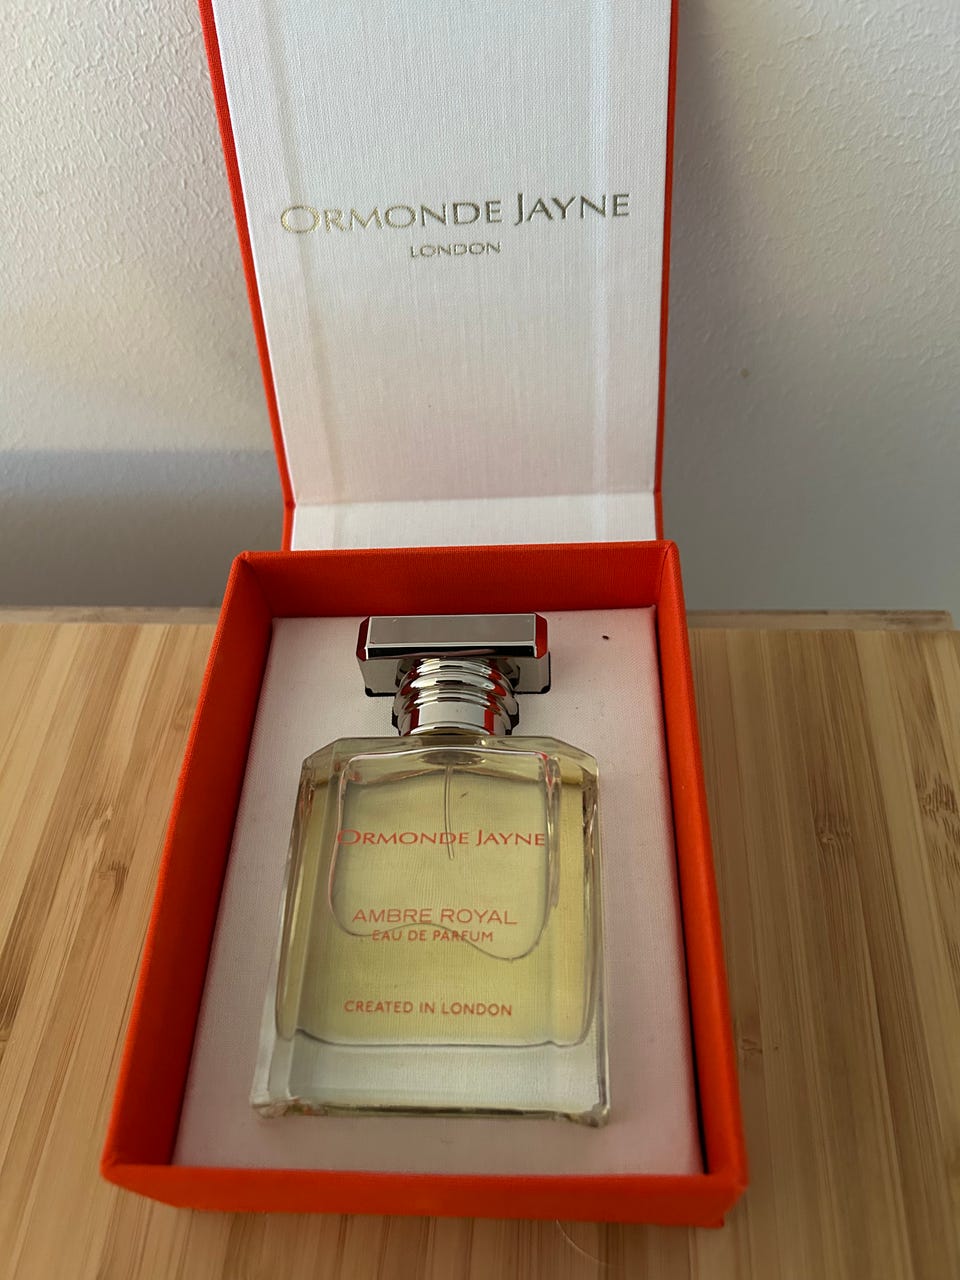 ORMONDE JAYNE
LONDON
ORMONDE JAYNE
AMBRE ROYAL
EAU DE PARFUM
CREATED IN LONDON